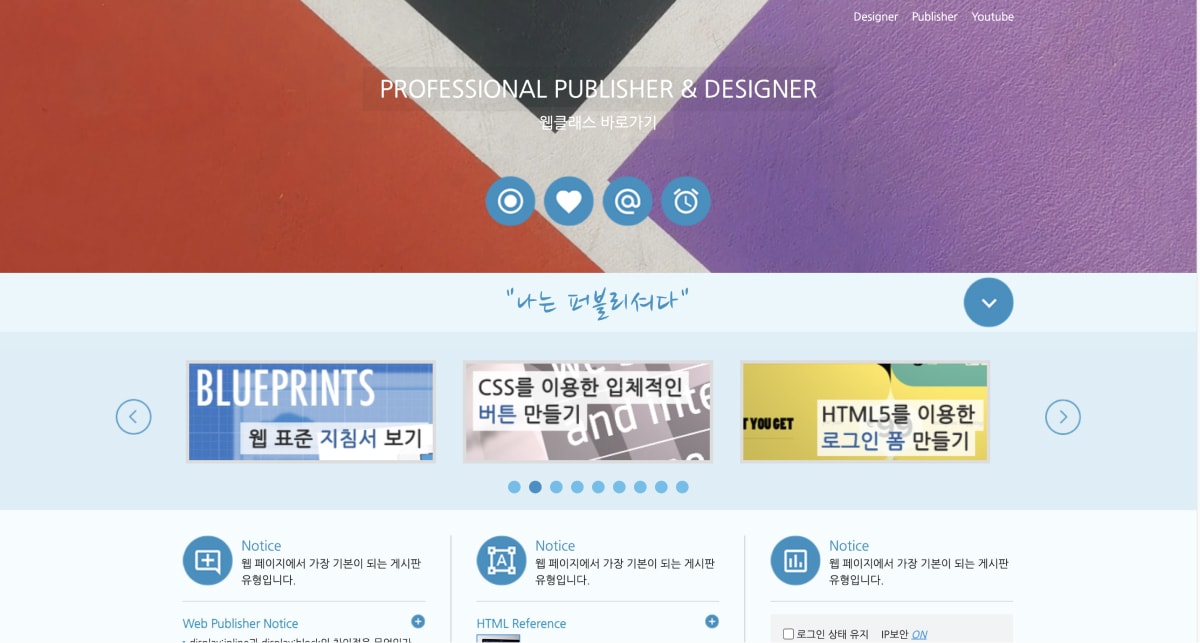 Designer Publisher Youtube
PROFESSIONAL PUBLISHER & DESIGNER
웹클래스 바로가기
"나는 퍼블리셔다"
BLUEPRINTS
웹 표준 지침서 보기
CSS를 이용한 입체적인
버튼 만들기
and inte
T YOU GET
HTML5를 이용한
로그인 폼 만들기
Notice
웹 페이지에서 가장 기본이 되는 게시판
유형입니다.
Notice
웹 페이지에서 가장 기본이 되는 게시판
유형입니다.
Notice
웹 페이지에서 가장 기본이 되는 게시판
유형입니다.
Web Publisher Notice
HTML Reference
로그인 상태 유지 IP보안 ON